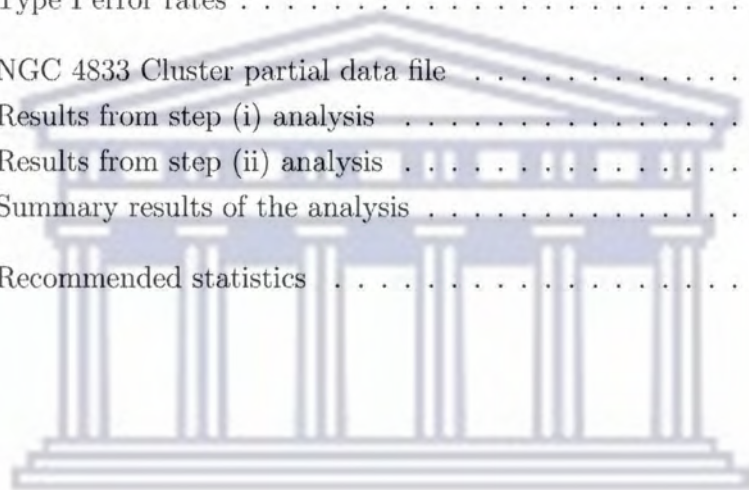 Type I error rates . . . . . . . . . . . . . . . . . . . . . .
NGC 4833 Cluster partial data file . . . . . . . . . . . .
Results from step (i) analysis . . . . . . . . . . . . . . .
Results from step (ii) analysis . . . . . . . . . . . . . . .
Summary results of the analysis . . . . . . . . . . . . . .
Recommended statistics . . . . . . . . . . . . . . . . . .